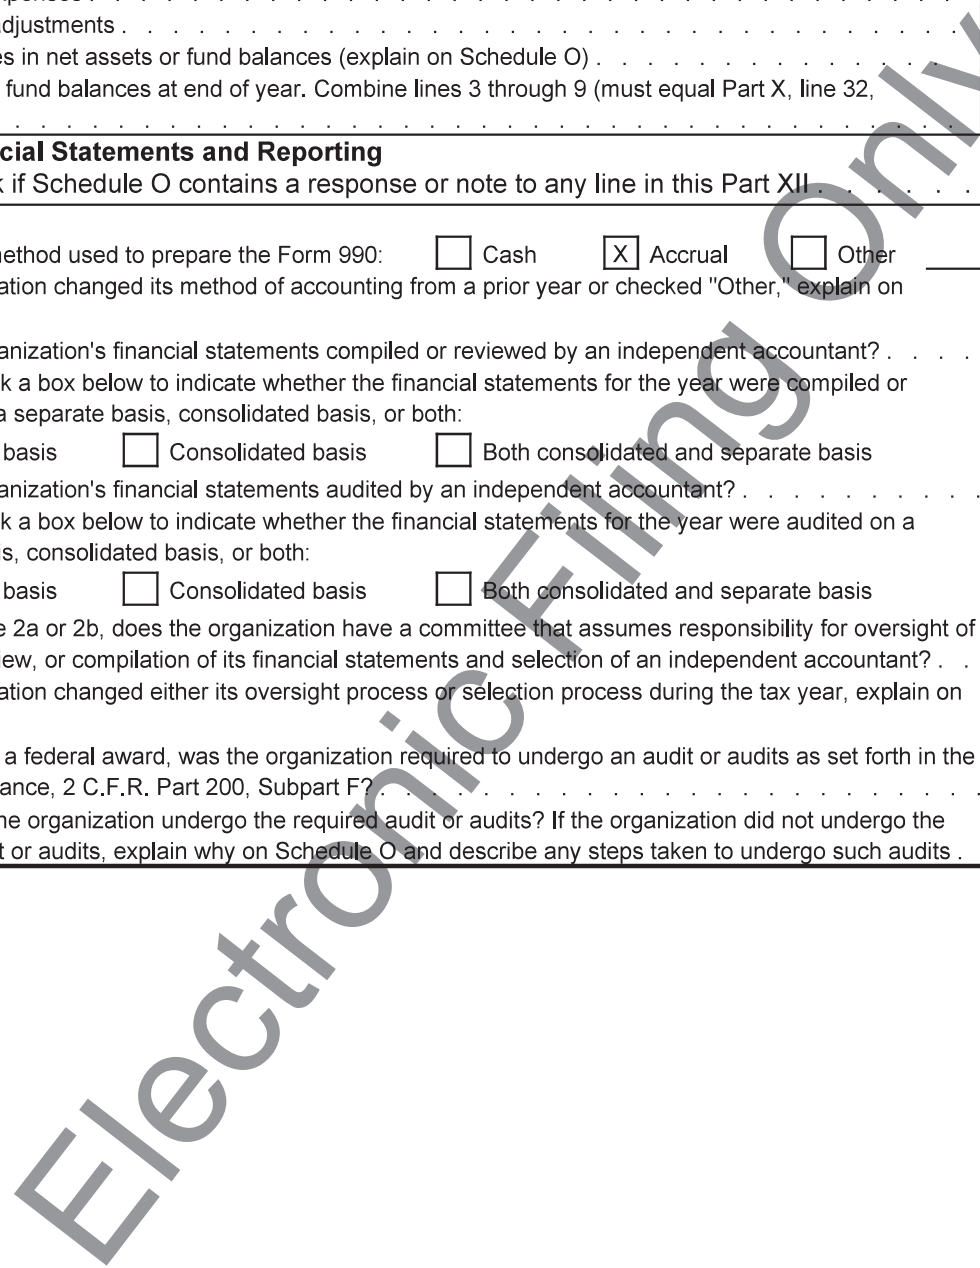 adjustments . . . . . . . . . . . . . . . . . . . . . . . . . . .
es in net assets or fund balances (explain on Schedule O) . . . . . . . . . . . .
fund balances at end of year. Combine lines 3 through 9 (must equal Part X, line 32,
cial Statements and Reporting
k if Schedule O contains a response or note to any line in this Part XII . . . . . .
method used to prepare the Form 990: Cash X Accrual Other
ation changed its method of accounting from a prior year or checked "Other," explain on
anization's financial statements compiled or reviewed by an independent accountant? . . . .
k a box below to indicate whether the financial statements for the year were compiled or
a separate basis, consolidated basis, or both:
basis Consolidated basis Both consolidated and separate basis
anization's financial statements audited by an independent accountant? . . . . . . . . .
k a box below to indicate whether the financial statements for the year were audited on a
is, consolidated basis, or both:
basis Consolidated basis Both consolidated and separate basis
e 2a or 2b, does the organization have a committee that assumes responsibility for oversight of
iew, or compilation of its financial statements and selection of an independent accountant? . .
ation changed either its oversight process or selection process during the tax year, explain on
a federal award, was the organization required to undergo an audit or audits as set forth in the
ance, 2 C.F.R. Part 200, Subpart F? . . . . . . . . . . . . . . . . . . .
he organization undergo the required audit or audits? If the organization did not undergo the
t or audits, explain why on Schedule O and describe any steps taken to undergo such audits .
Electronic Filing Only